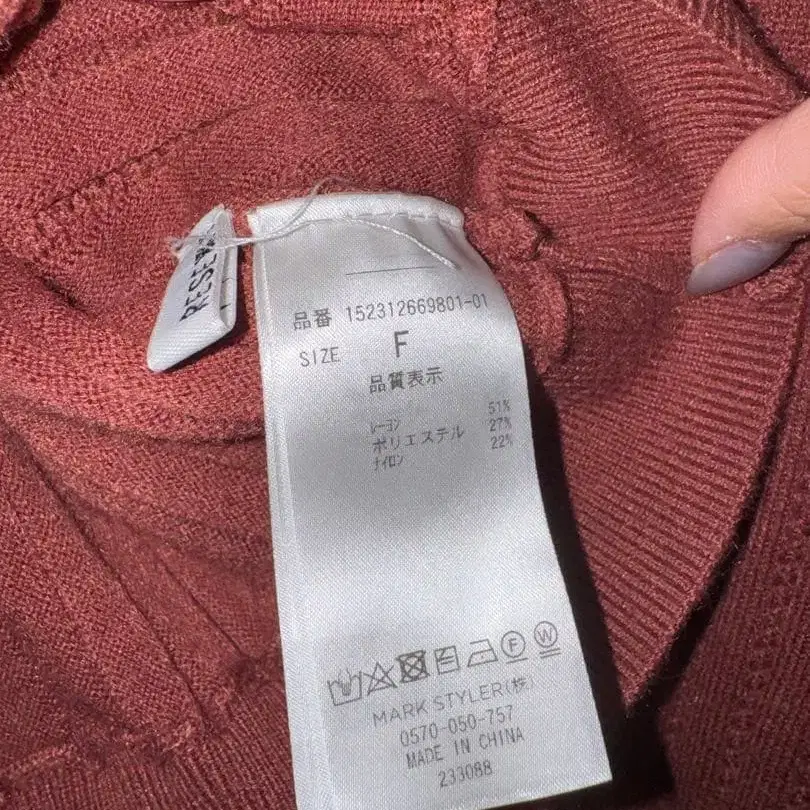 品番 152312669801-01
SIZE F
品質表示
レーヨン 51%
ポリエステル 27%
ナイロン 22%
F W
MARK STYLER(株)
0570-050-757
MADE IN CHINA
233088